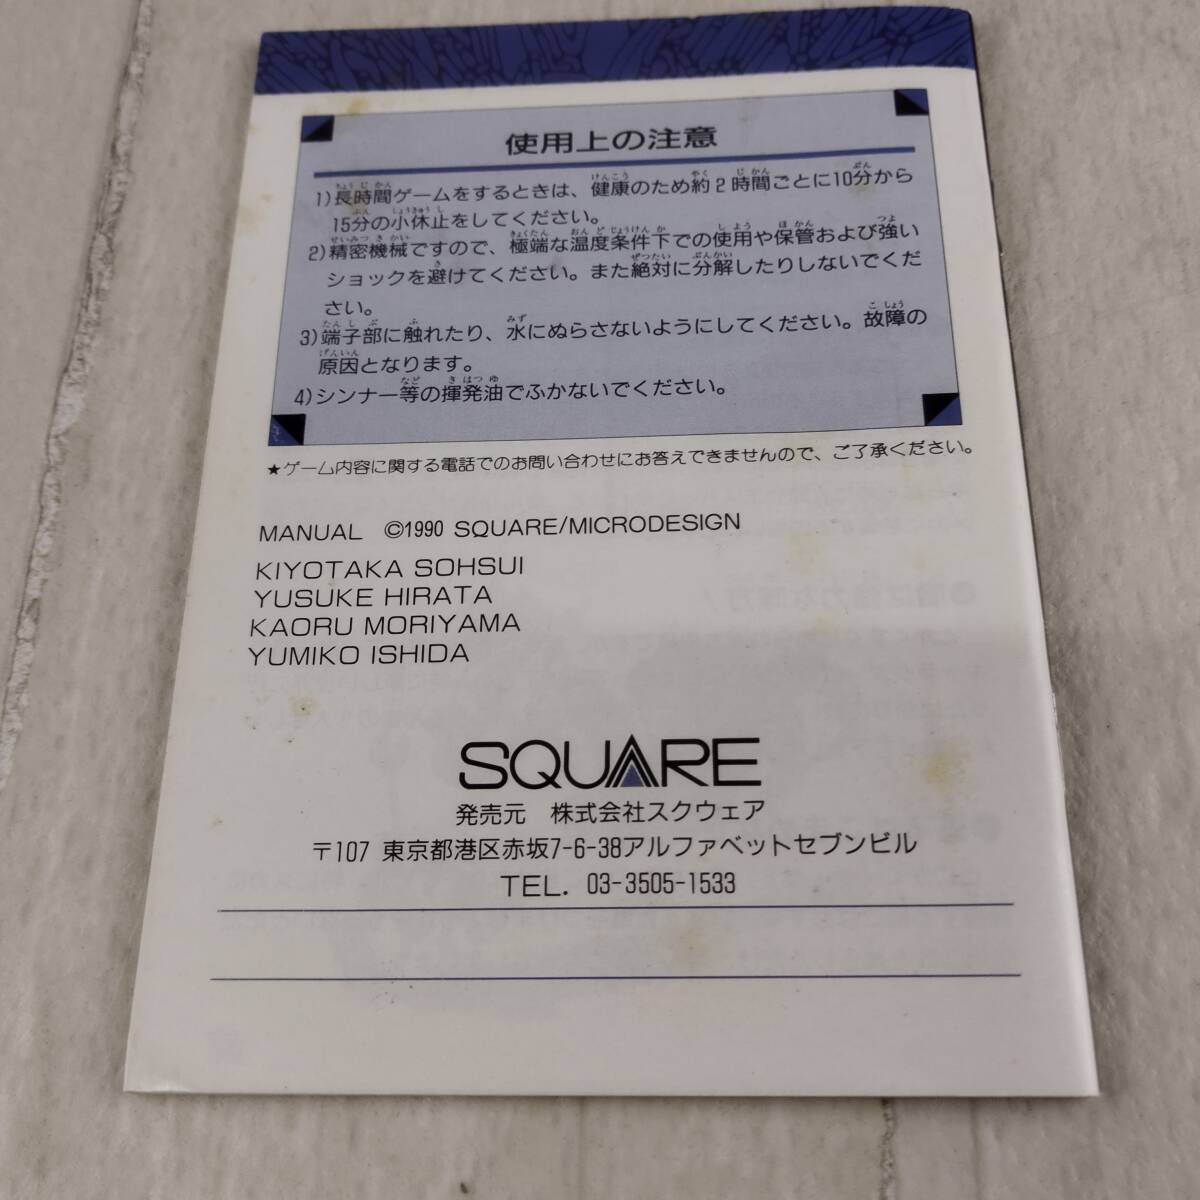 使用上の注意
1)長時間ゲームをするときは、健康のため約2時間ごとに10分から
15分の小休止をしてください。
2)精密機械ですので、極端な温度条件下での使用や保管および強い
ショックを避けてください。また絶対に分解したりしないでくだ
さい。
3)端子部に触れたり、水にぬらさないようにしてください。故障の
原因となります。
4)シンナー等の揮発油でふかないでください。
★ゲーム内容に関する電話でのお問い合わせにお答えできませんので、ご了承ください。
MANUAL ©1990 SQUARE/MICRODESIGN
KIYOTAKA SOHSUI
YUSUKE HIRATA
KAORU MORIYAMA
YUMIKO ISHIDA
SQUARE
発売元 株式会社スクウェア
〒107 東京都港区赤坂7-6-38アルファベットセブンビル
TEL. 03-3505-1533